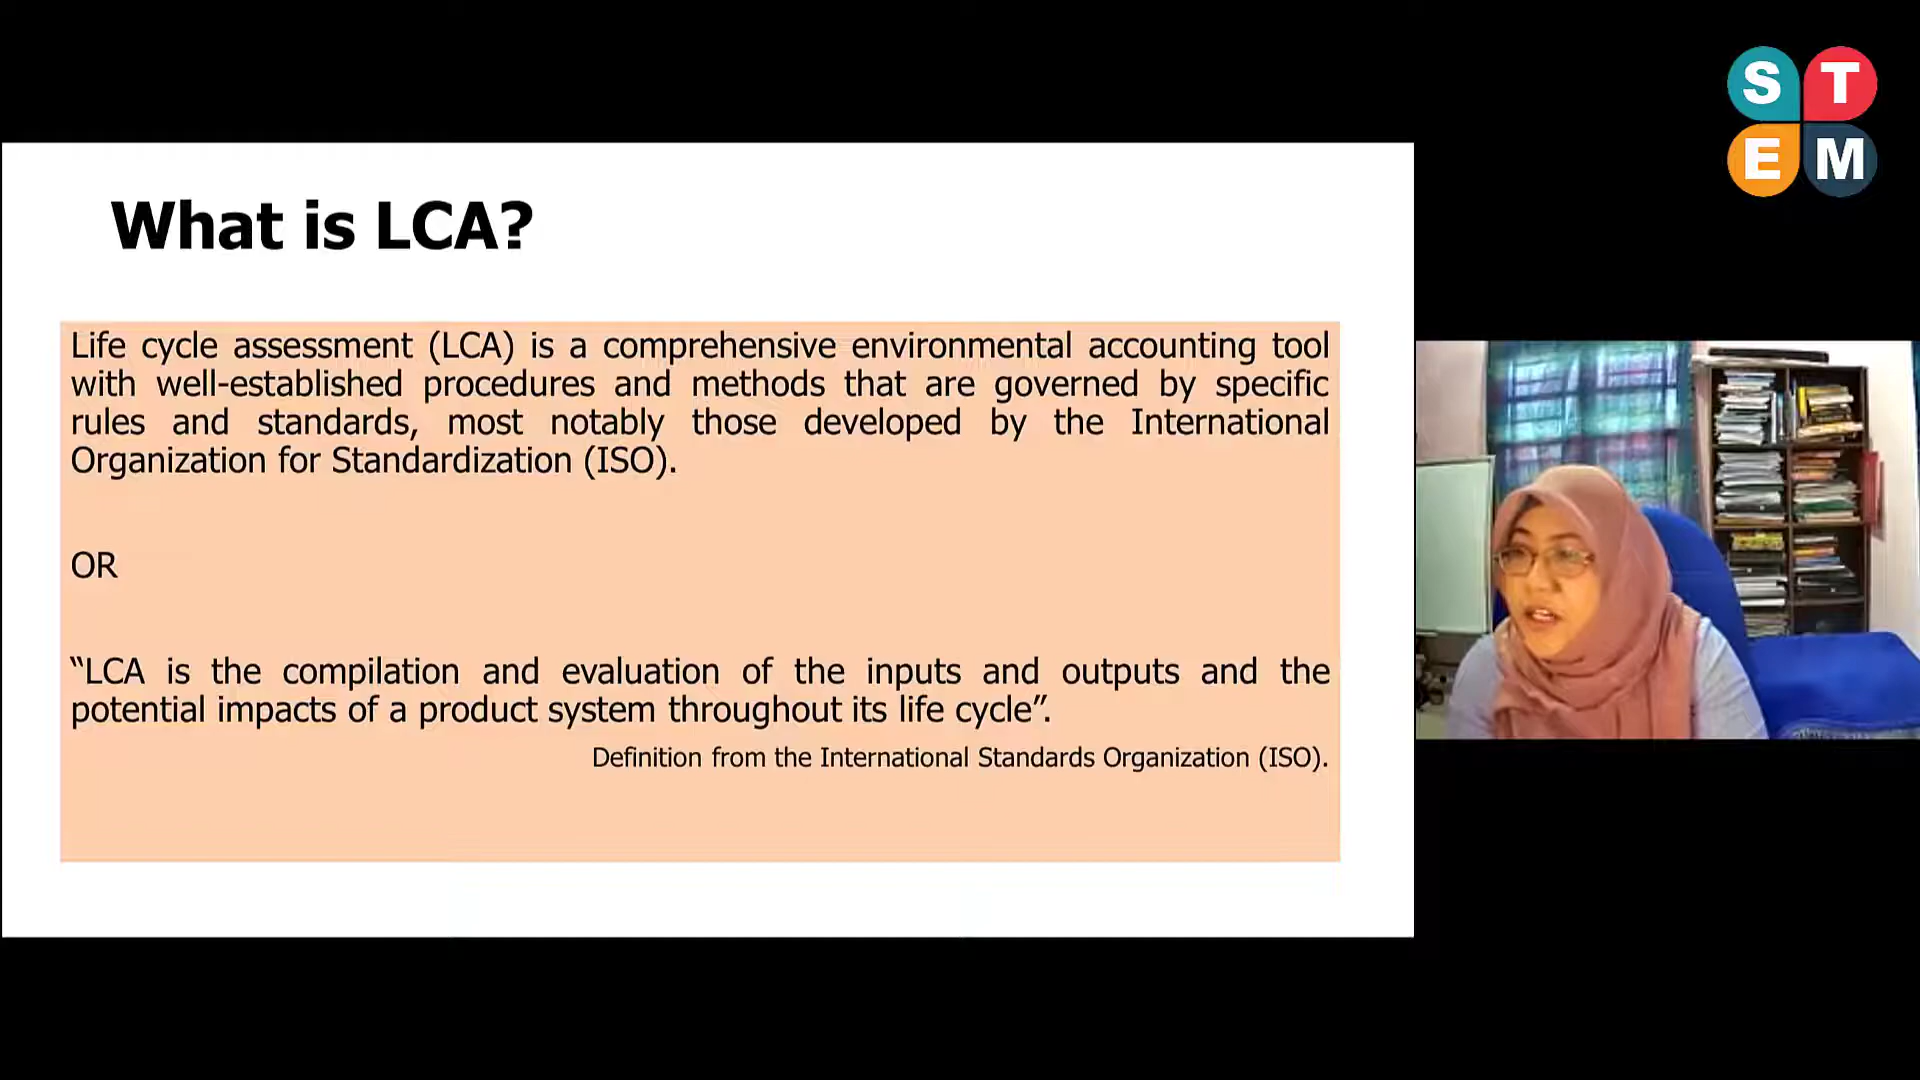 S T
E M
What is LCA?
Life cycle assessment (LCA) is a comprehensive environmental accounting tool
with well-established procedures and methods that are governed by specific
rules and standards, most notably those developed by the International
Organization for Standardization (ISO).
OR
“LCA is the compilation and evaluation of the inputs and outputs and the
potential impacts of a product system throughout its life cycle”.
Definition from the International Standards Organization (ISO).